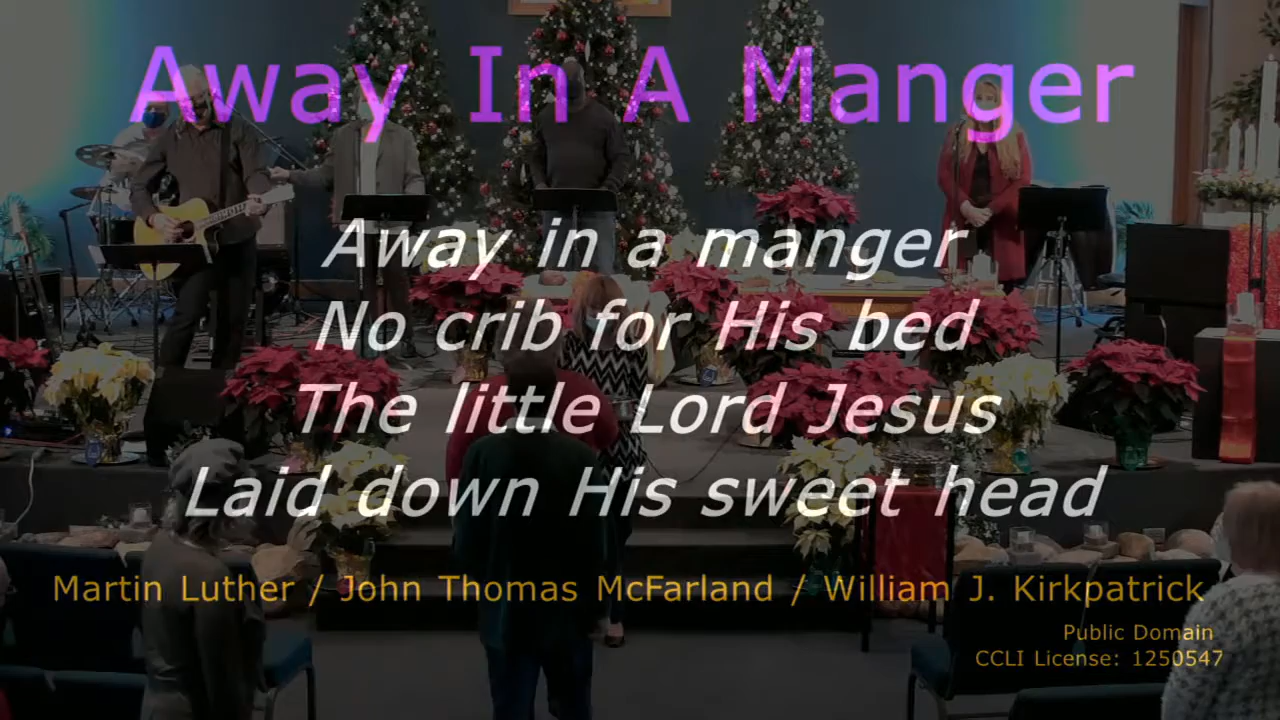 Away In A Manger
Away in a manger
No crib for His bed
The little Lord Jesus
Laid down His sweet head
Martin Luther / John Thomas McFarland / William J. Kirkpatrick
Public Domain
CCLI License: 1250547